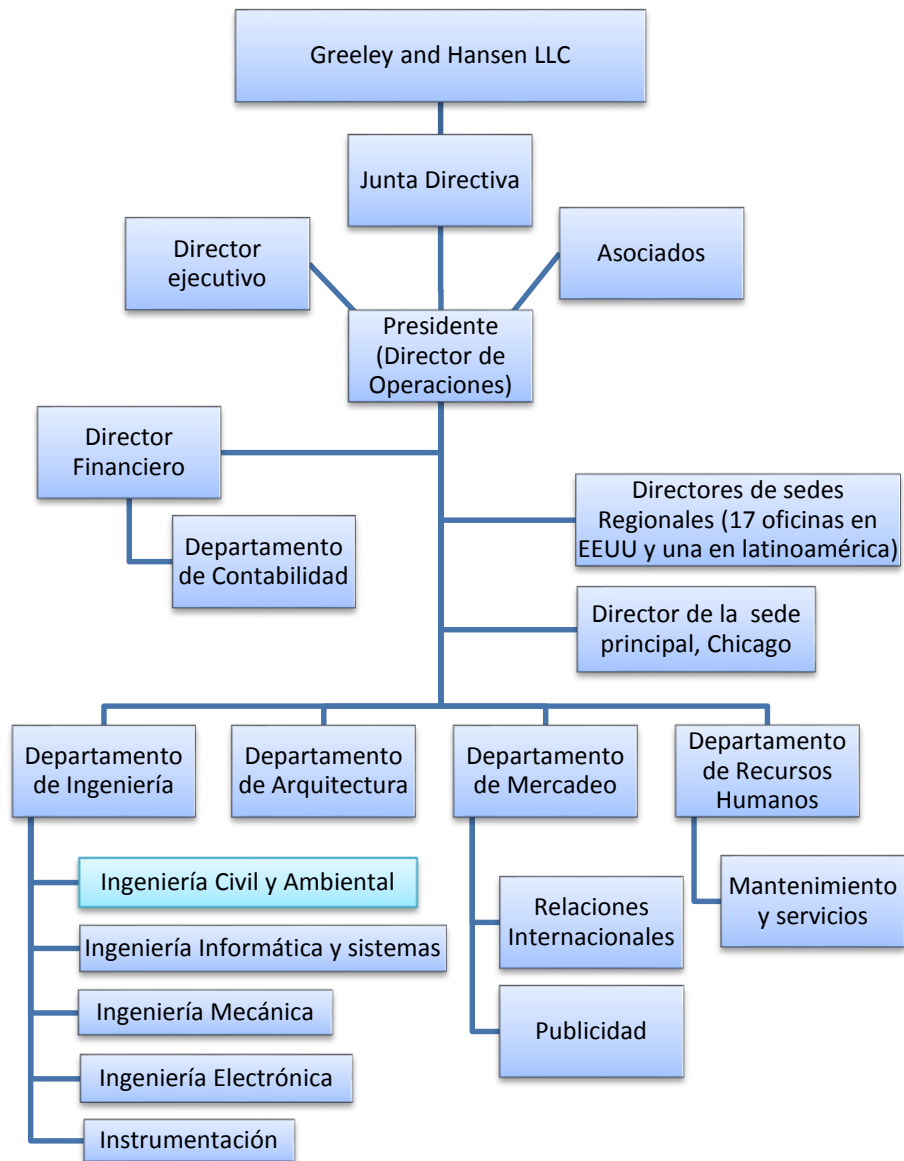 Greeley and Hansen LLC
Junta Directiva
Director
ejecutivo
Asociados
Presidente
(Director de
Operaciones)
Director
Financiero
Departamento
de Contabilidad
Directores de sedes
Regionales (17 oficinas en
EEUU y una en latinoamérica)
Director de la  sede
principal, Chicago
Departamento
de Ingeniería
Departamento
de Arquitectura
Departamento
de Mercadeo
Departamento
de Recursos
Humanos
Ingeniería Civil y Ambiental
Ingeniería Informática y sistemas
Ingeniería Mecánica
Ingeniería Electrónica
Instrumentación
Relaciones
Internacionales
Publicidad
Mantenimiento
y servicios